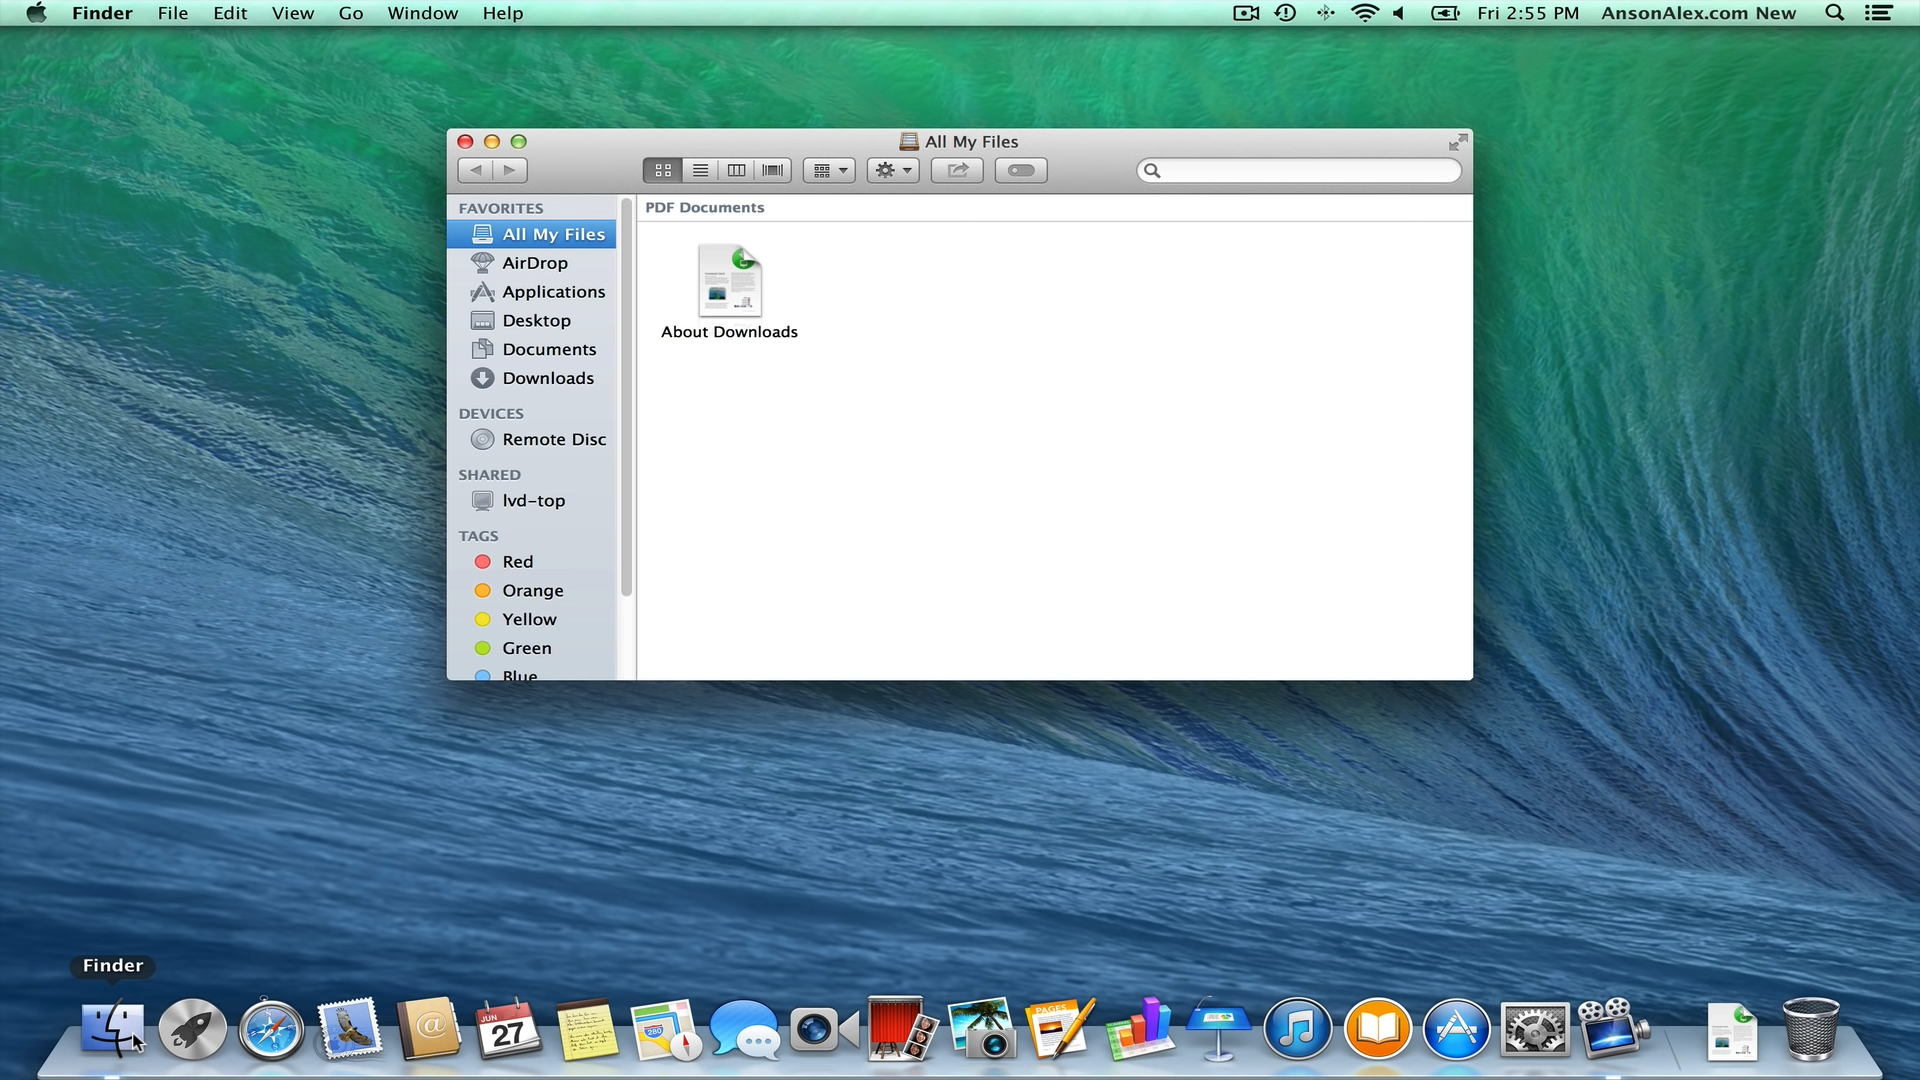 Finder File Edit View Go Window Help Fri 2:55 PM AnsonAlex.com New
All My Files
FAVORITES
All My Files
AirDrop
Applications
Desktop
Documents
Downloads
DEVICES
Remote Disc
SHARED
lvd-top
TAGS
Red
Orange
Yellow
Green
Blue
PDF Documents
About Downloads
Finder
JUN
27
280
PAGES